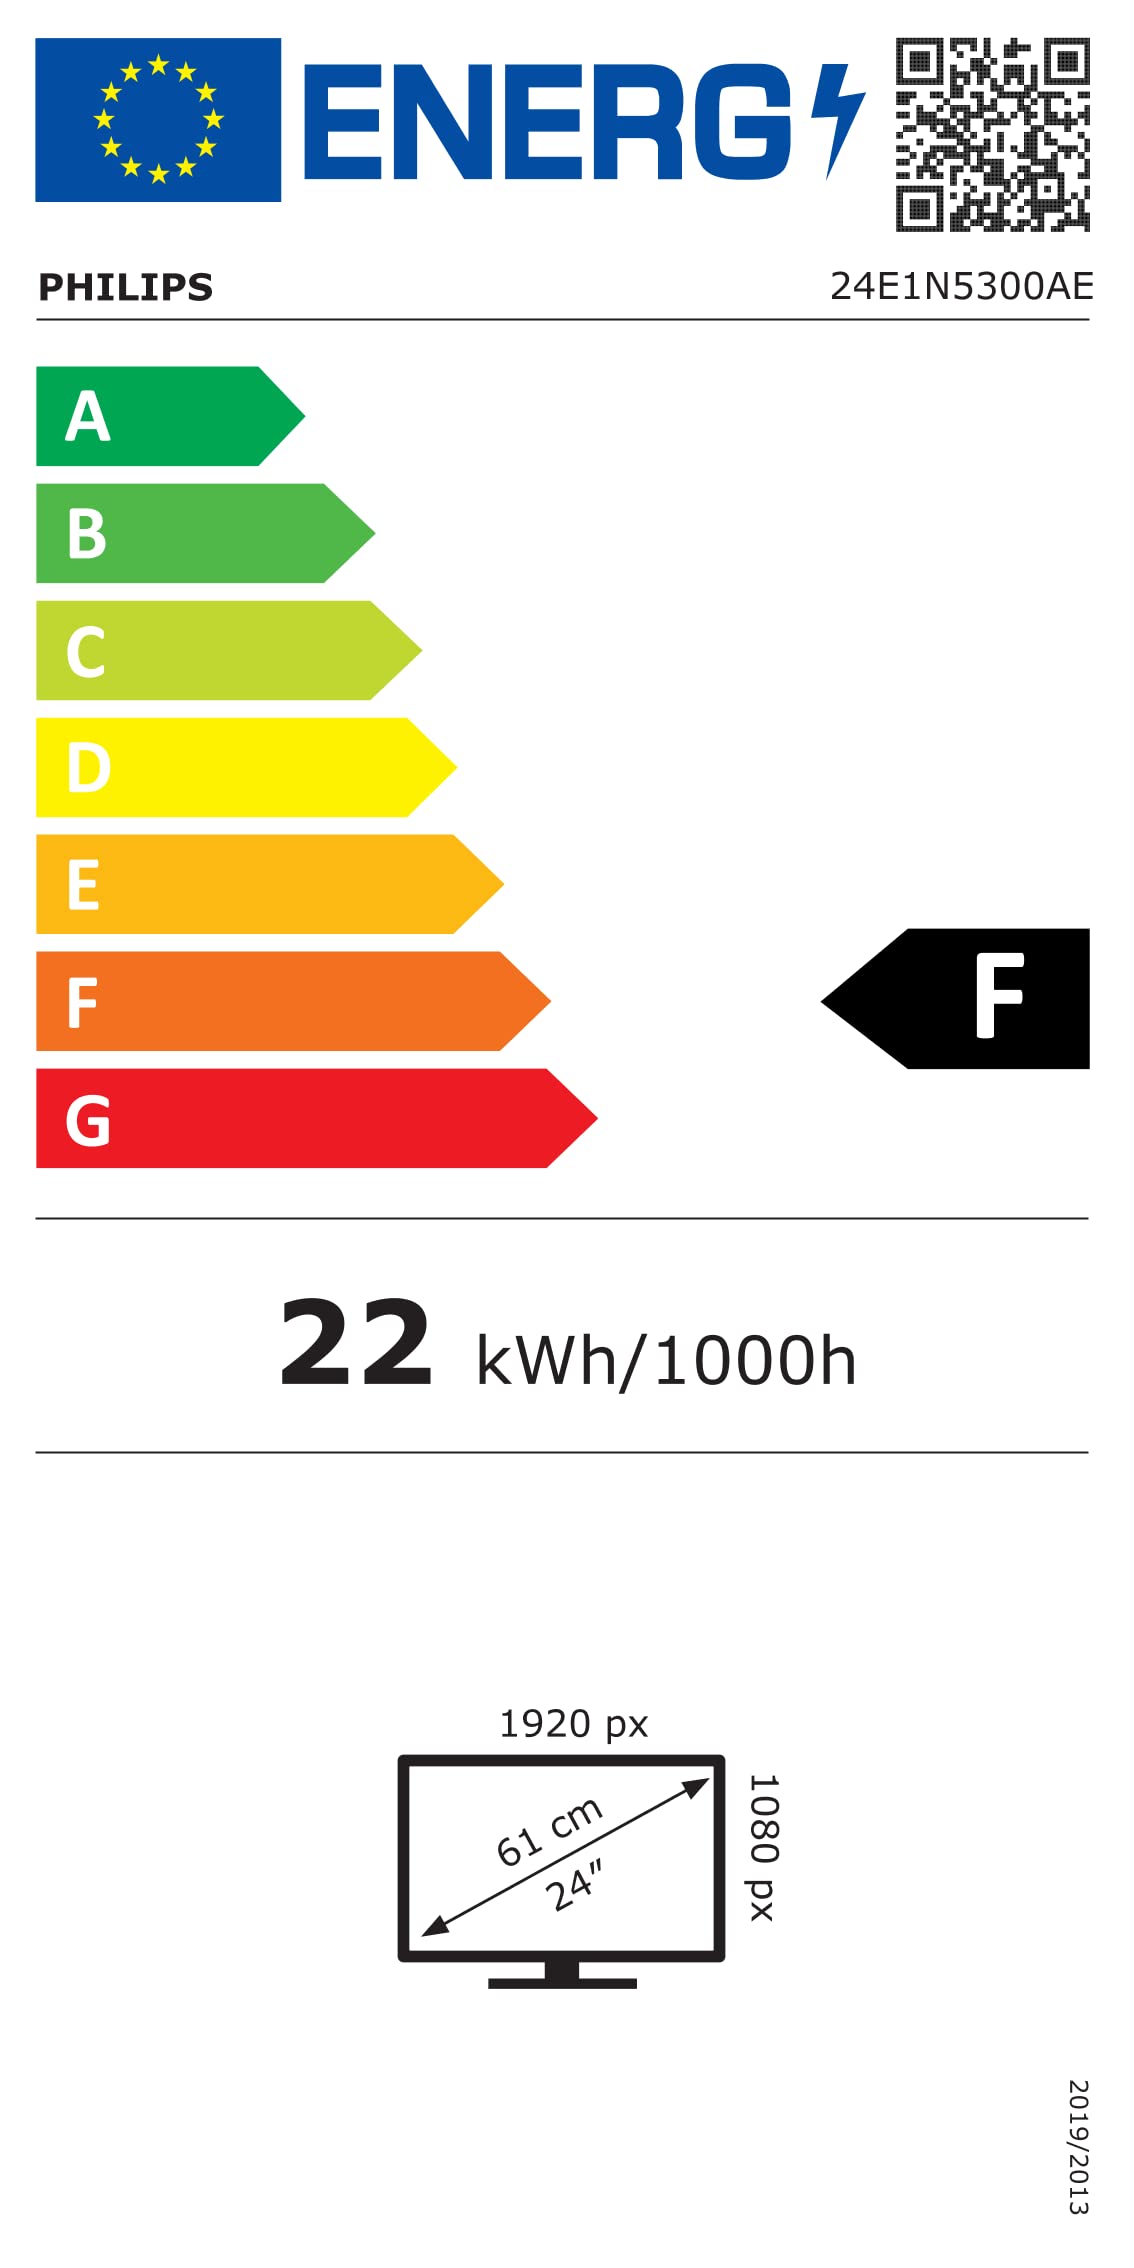 ENERG
PHILIPS
24E1N5300AE
A
B
C
D
E
F
F
G
22 kWh/1000h
1920 px
1080 px
61 cm
24”
2019/2013